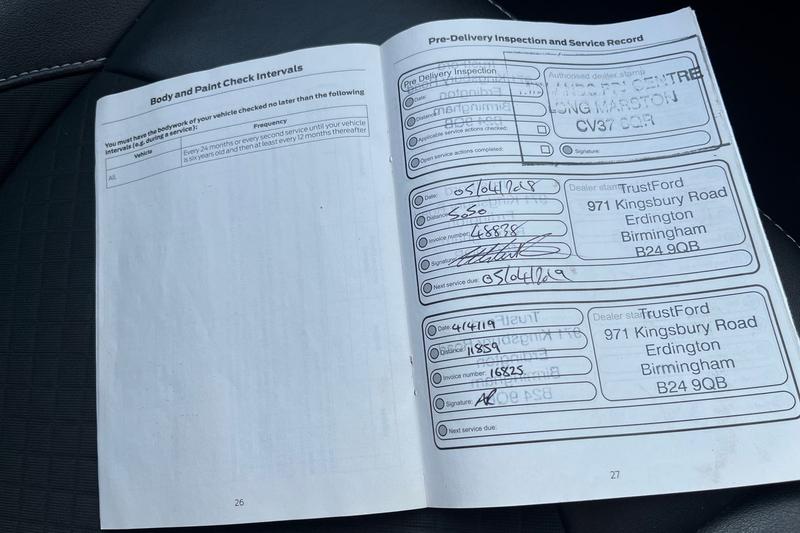 Body and Paint Check Intervals
You must have the bodywork of your vehicle checked no later than the following
intervals (e.g. during a service):
Vehicle Frequency
All. Every 24 months or every second service until your vehicle
is six years old and then at least every 12 months thereafter
26
Pre-Delivery Inspection and Service Record
Pre Delivery Inspection
Date:
Distance:
Applicable service actions checked:
Open service actions completed:
Authorised dealer stamp
CENTRE
LONG MARSTON
CV37
Signature:
Date: 05/04/2018
Distance: 5050
Invoice number: 48838
Signature:
Next service due: 05/04/2019
Dealer stamp
TrustFord
971 Kingsbury Road
Erdington
Birmingham
B24 9QB
Date: 4/4/19
Distance: 11859
Invoice number: 16825
Signature: AR
Next service due:
Dealer stamp
TrustFord
971 Kingsbury Road
Erdington
Birmingham
B24 9QB
27